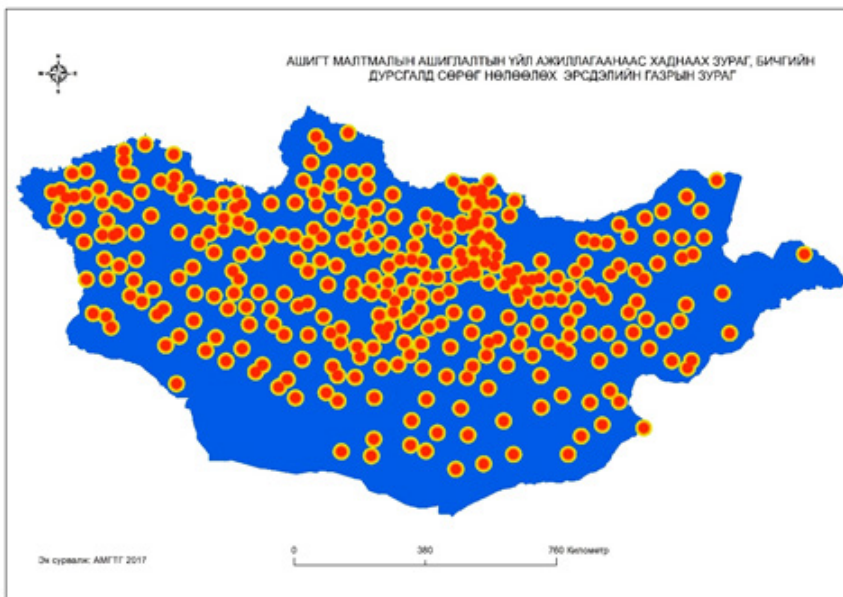 АШИГТ МАЛТМАЛЫН АШИГЛАЛТЫН ҮЙЛ АЖИЛЛАГААНААС ХАДНААХ ЗУРАГ, БИЧГИЙН
ДУРСГАЛД СӨРӨГ НӨЛӨӨЛӨХ ЭРСДЭЛИЙН ГАЗРЫН ЗУРАГ
0 380 760 Километр
Эх сурвалж: АМГТГ 2017